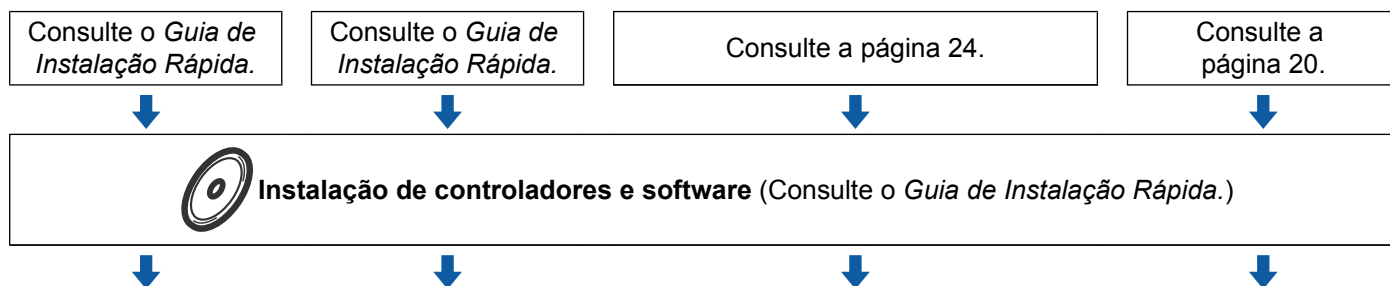 Consulte o Guia de
Instalação Rápida.
Consulte o Guia de
Instalação Rápida.
Consulte a página 24.
Consulte a
página 20.
Instalação de controladores e software (Consulte o Guia de Instalação Rápida.)